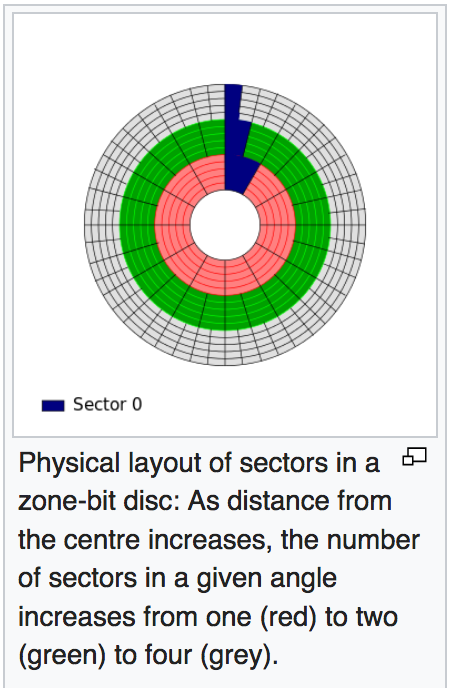 Sector 0
Physical layout of sectors in a
zone-bit disc: As distance from
the centre increases, the number
of sectors in a given angle
increases from one (red) to two
(green) to four (grey).